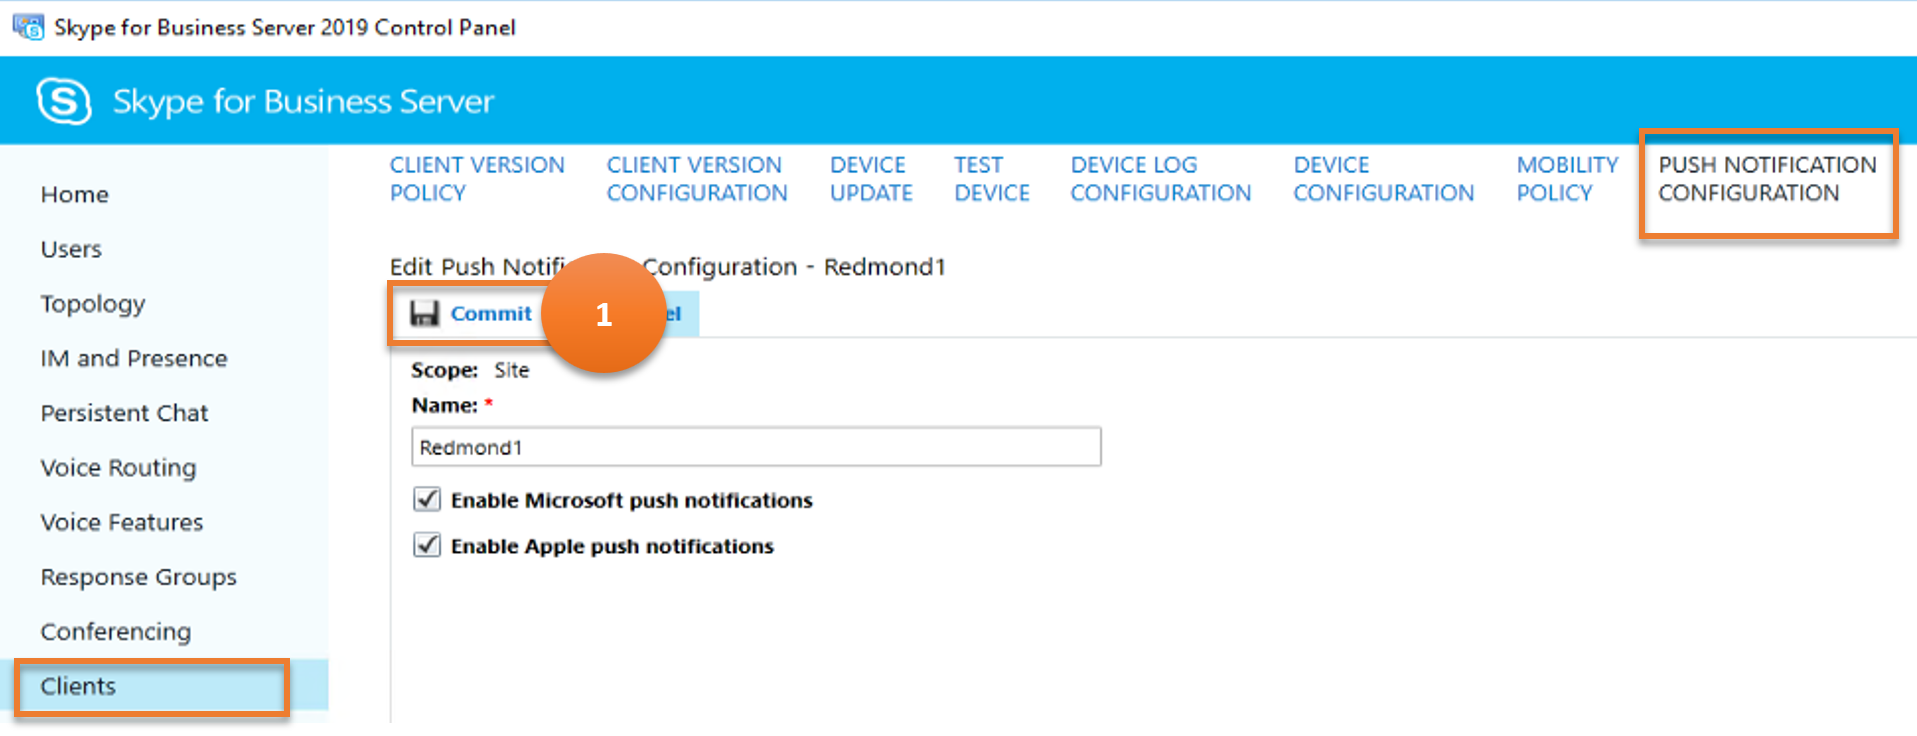 Skype for Business Server 2019 Control Panel
Skype for Business Server
Home
Users
Topology
IM and Presence
Persistent Chat
Voice Routing
Voice Features
Response Groups
Conferencing
Clients
CLIENT VERSION
POLICY
CLIENT VERSION
CONFIGURATION
DEVICE
UPDATE
TEST
DEVICE
DEVICE LOG
CONFIGURATION
DEVICE
CONFIGURATION
MOBILITY
POLICY
PUSH NOTIFICATION
CONFIGURATION
Edit Push Notifi Configuration - Redmond1
Commit 1 el
Scope: Site
Name: *
Redmond1
Enable Microsoft push notifications
Enable Apple push notifications